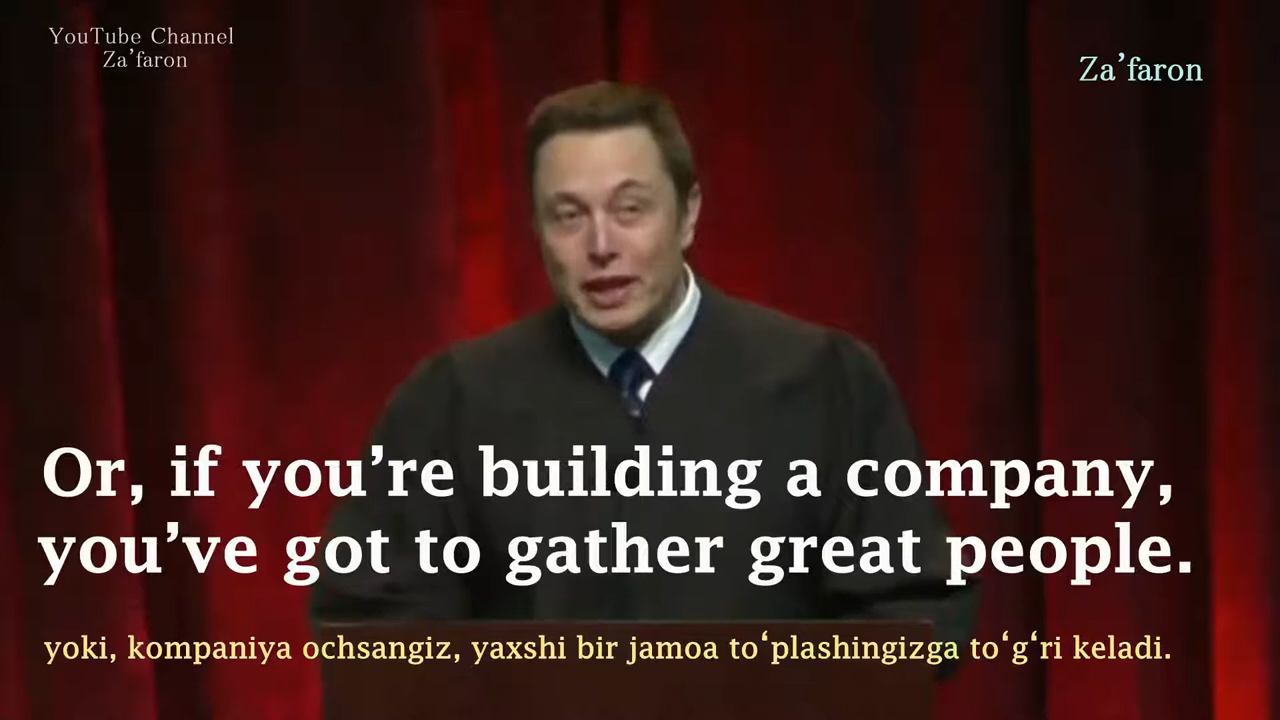 YouTube Channel
Za’faron
Za’faron
Or, if you’re building a company,
you’ve got to gather great people.
yoki, kompaniya ochsangiz, yaxshi bir jamoa to‘plashingizga to‘g‘ri keladi.